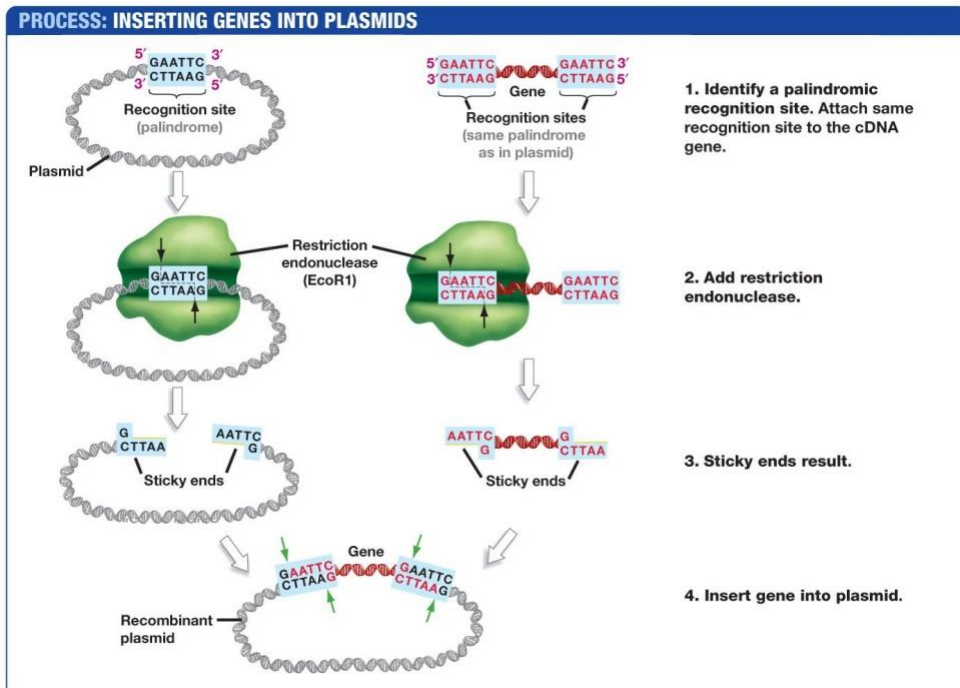 PROCESS: INSERTING GENES INTO PLASMIDS
5′ GAATTC 3′
3′ CTTAAG 5′
Recognition site
(palindrome)
Plasmid
5′ GAATTC GAATTC 3′
3′ CTTAAG CTTAAG 5′
Gene
Recognition sites
(same palindrome
as in plasmid)
1. Identify a palindromic
recognition site. Attach same
recognition site to the cDNA
gene.
GAATTC
CTTAAG
Restriction
endonuclease
(EcoR1)
GAATTC GAATTC
CTTAAG CTTAAG
2. Add restriction
endonuclease.
G AATTC
CTTAA G
Sticky ends
AATTC G
G CTTAA
Sticky ends
3. Sticky ends result.
Gene
GAATTC GAATTC
CTTAAG CTTAAG
Recombinant
plasmid
4. Insert gene into plasmid.